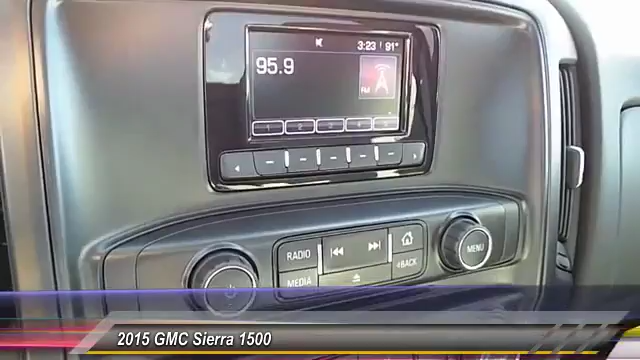 3:23 91°
95.9
FM
1 2 3 4 5
RADIO
MEDIA
BACK
MENU
2015 GMC Sierra 1500